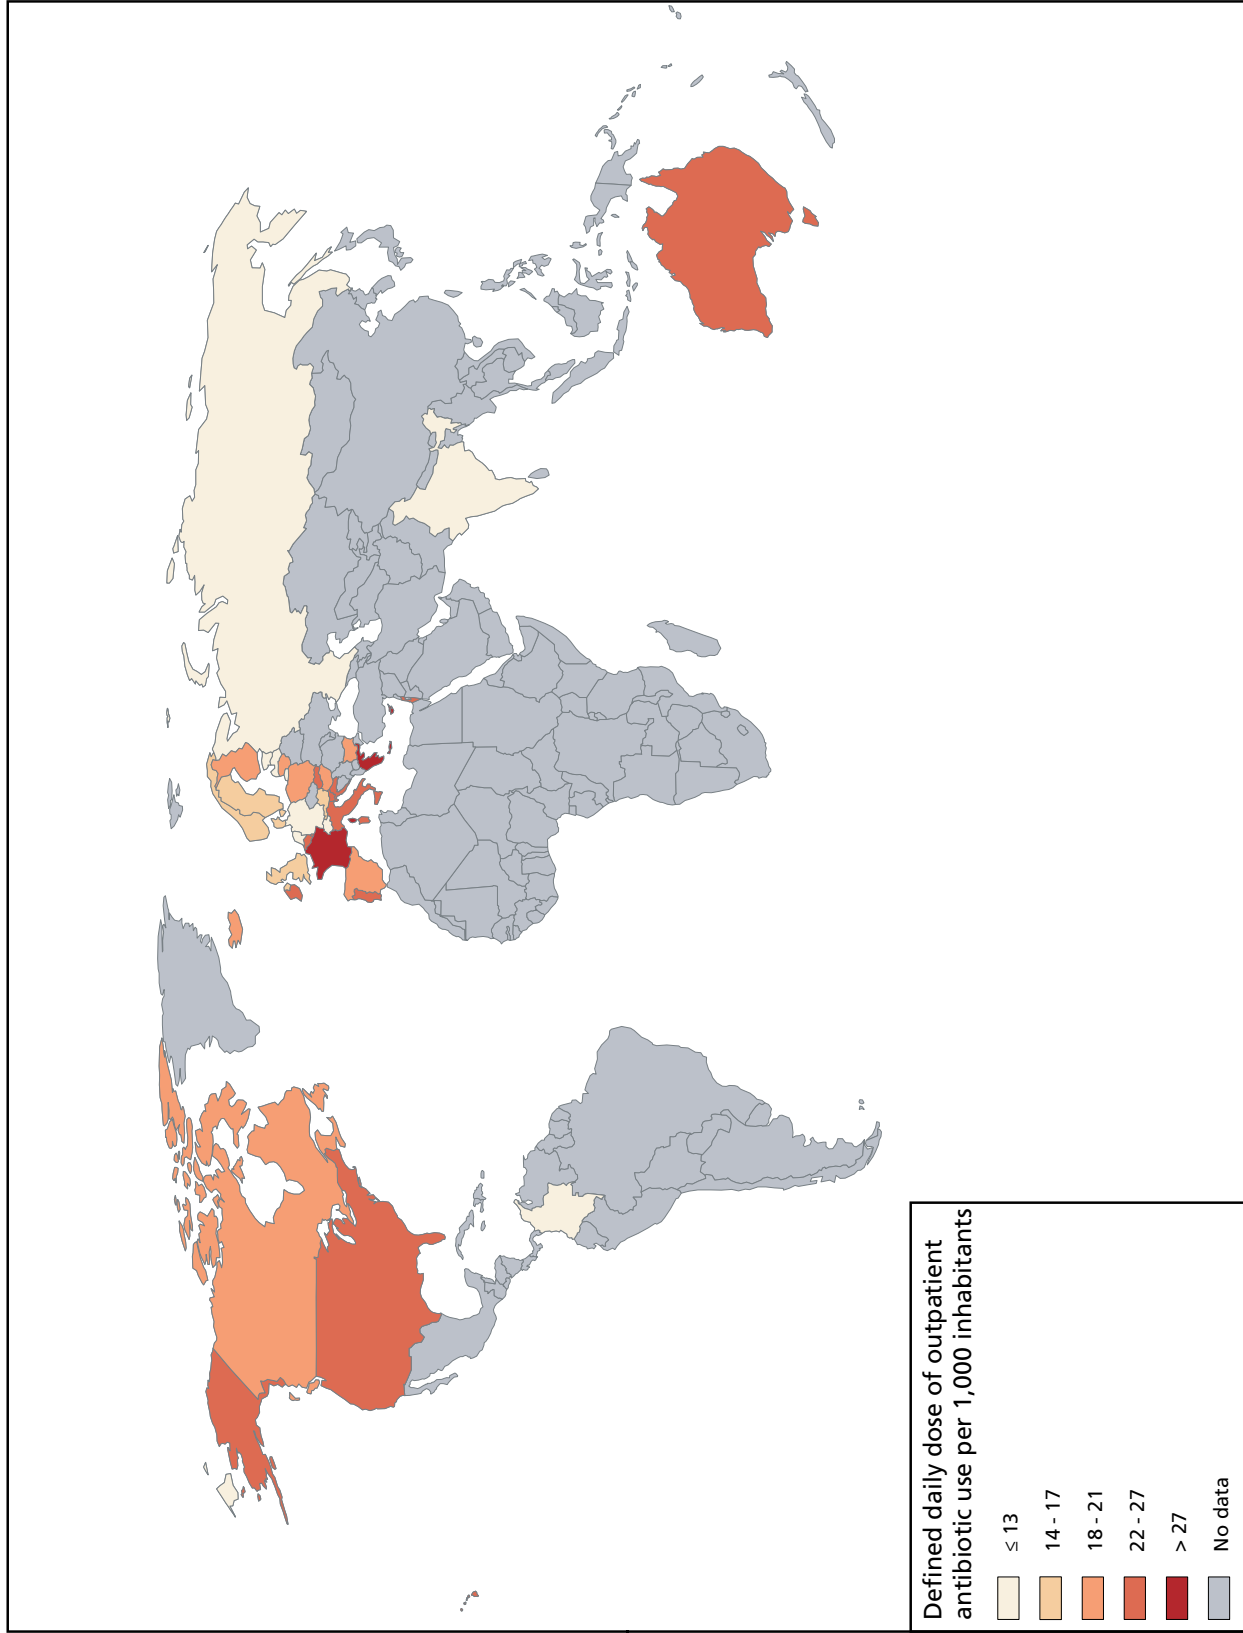 Defined daily dose of outpatient
antibiotic use per 1,000 inhabitants
≤ 13
14 - 17
18 - 21
22 - 27
> 27
No data